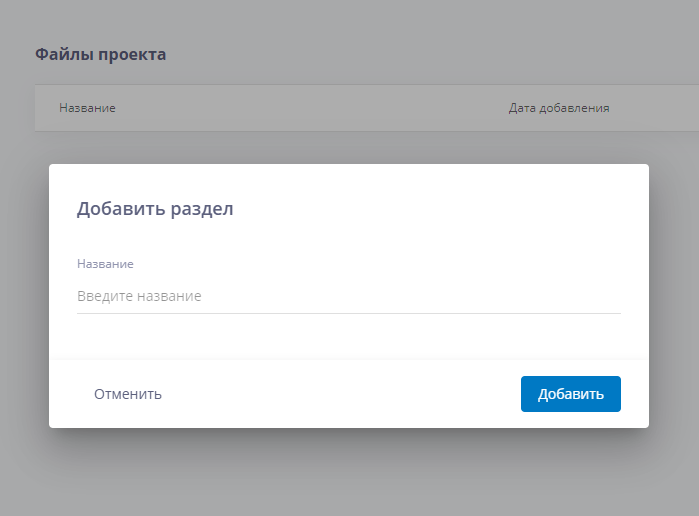 Файлы проекта
Название
Дата добавления
Добавить раздел
Название
Введите название
Отменить
Добавить